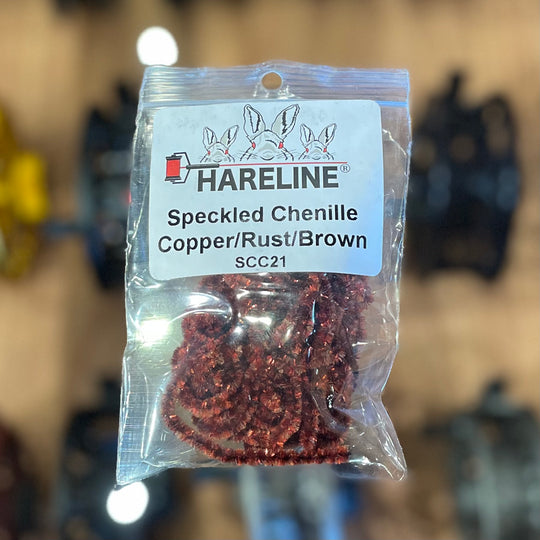 HARELINE®
Speckled Chenille
Copper/Rust/Brown
SCC21